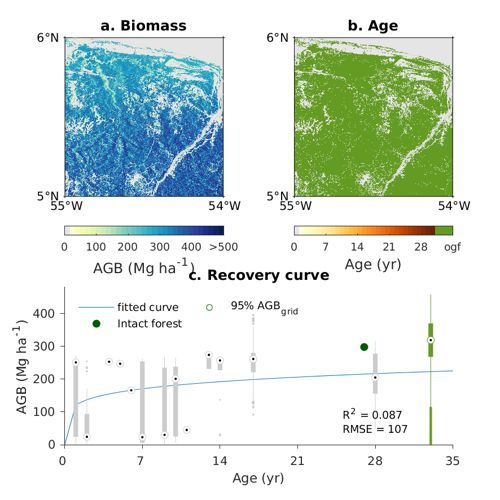 a. Biomass
b. Age
6°N
5°N
55°W
54°W
6°N
5°N
55°W
54°W
0 100 200 300 400 >500
AGB (Mg ha⁻¹)
0 7 14 21 28 ogf
Age (yr)
c. Recovery curve
fitted curve
95% AGB_grid
Intact forest
R² = 0.087
RMSE = 107
AGB (Mg ha⁻¹)
400
300
200
100
0
0 7 14 21 28 35
Age (yr)